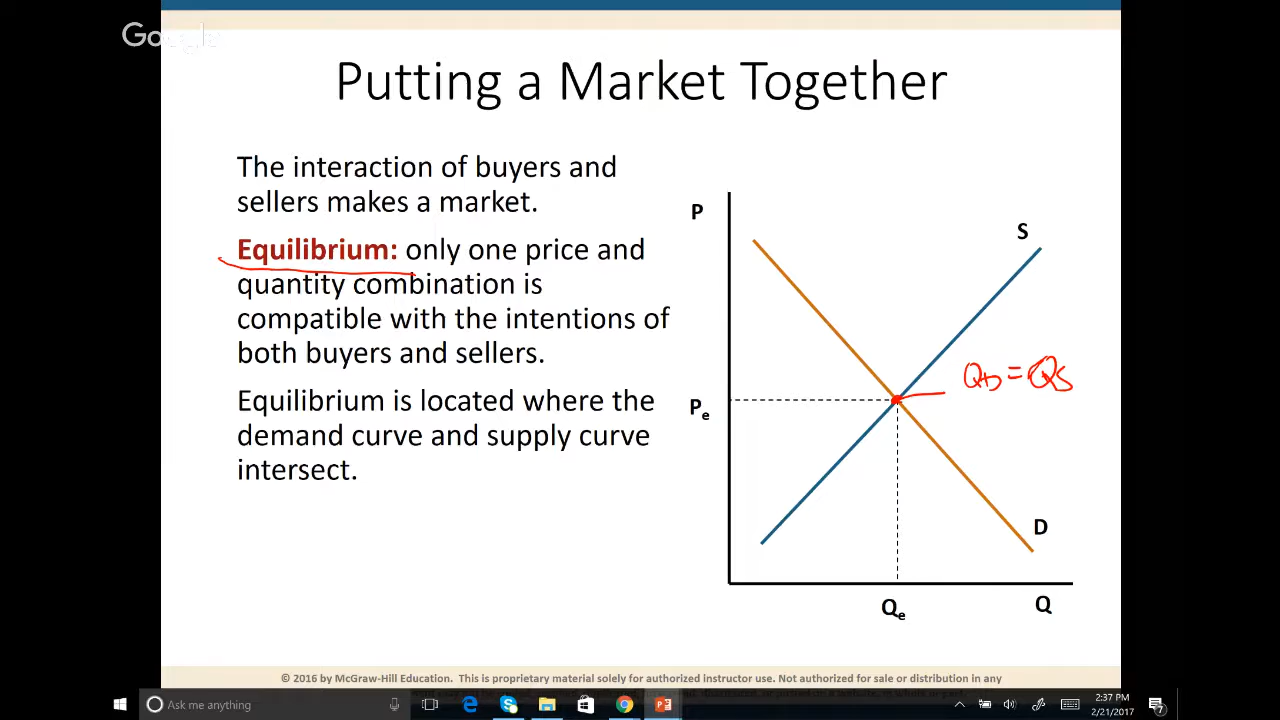 Google
Putting a Market Together
The interaction of buyers and
sellers makes a market.
Equilibrium: only one price and
quantity combination is
compatible with the intentions of
both buyers and sellers.
Equilibrium is located where the
demand curve and supply curve
intersect.
P
S
QD = QS
Pe
D
Qe
Q
© 2016 by McGraw-Hill Education. This is proprietary material solely for authorized instructor use. Not authorized for sale or distribution in any
Ask me anything
2:37 PM
2/21/2017
7